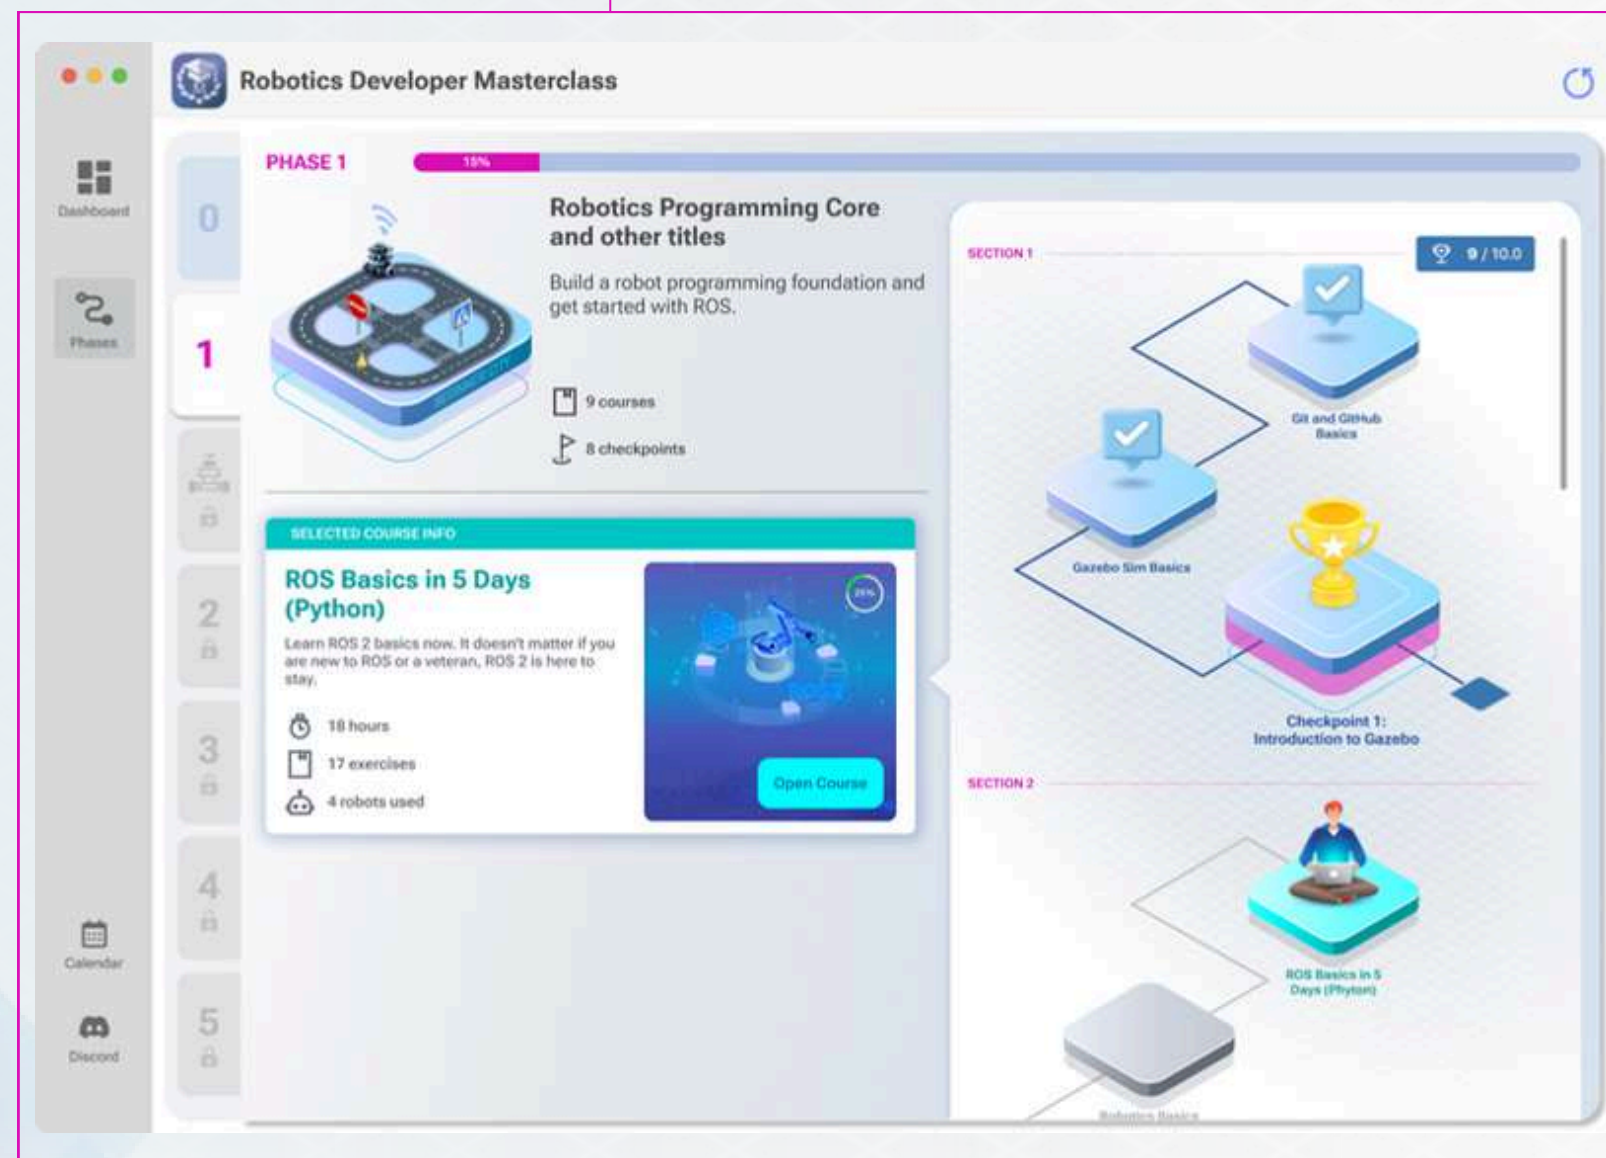 Robotics Developer Masterclass
Dashboard
Phases
Calendar
Discord
0
1
2
3
4
5
PHASE 1
15%
Robotics Programming Core
and other titles
Build a robot programming foundation and
get started with ROS.
9 courses
8 checkpoints
SELECTED COURSE INFO
ROS Basics in 5 Days
(Python)
Learn ROS 2 basics now. It doesn't matter if you
are new to ROS or a veteran, ROS 2 is here to
stay.
18 hours
17 exercises
4 robots used
Open Course
SECTION 1
9 / 10.0
Git and GitHub
Basics
Gazebo Sim Basics
Checkpoint 1:
Introduction to Gazebo
SECTION 2
ROS Basics in 5
Days (Phyton)
Robotics Basics